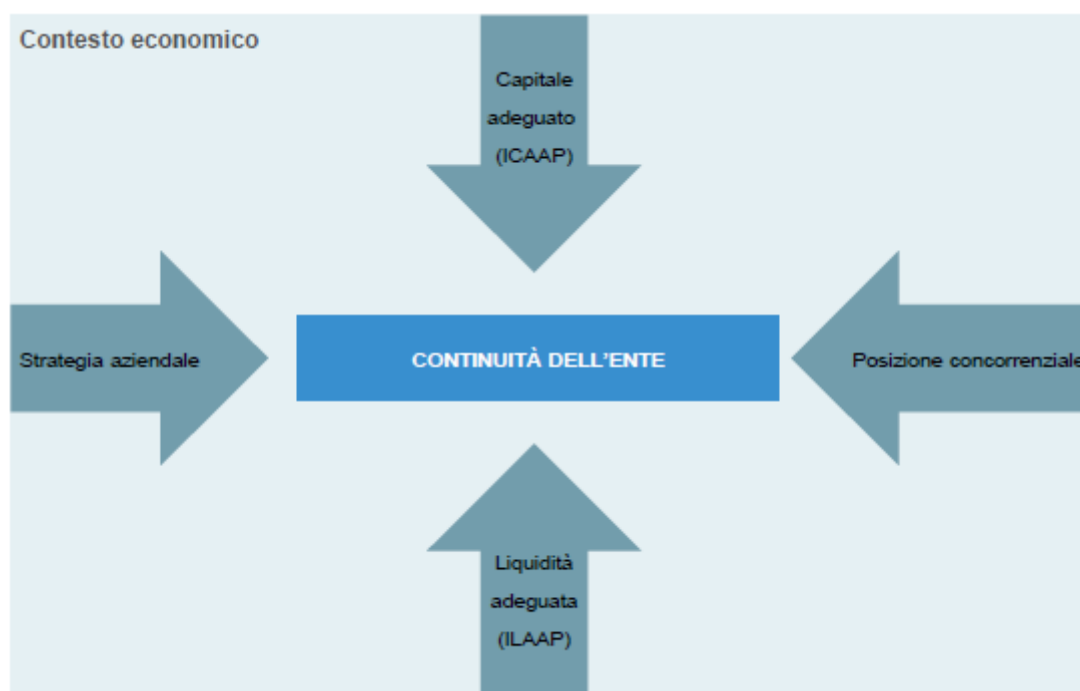 Contesto economico
Capitale
adeguato
(ICAAP)
Strategia aziendale
CONTINUITÀ DELL’ENTE
Posizione concorrenziale
Liquidità
adeguata
(ILAAP)